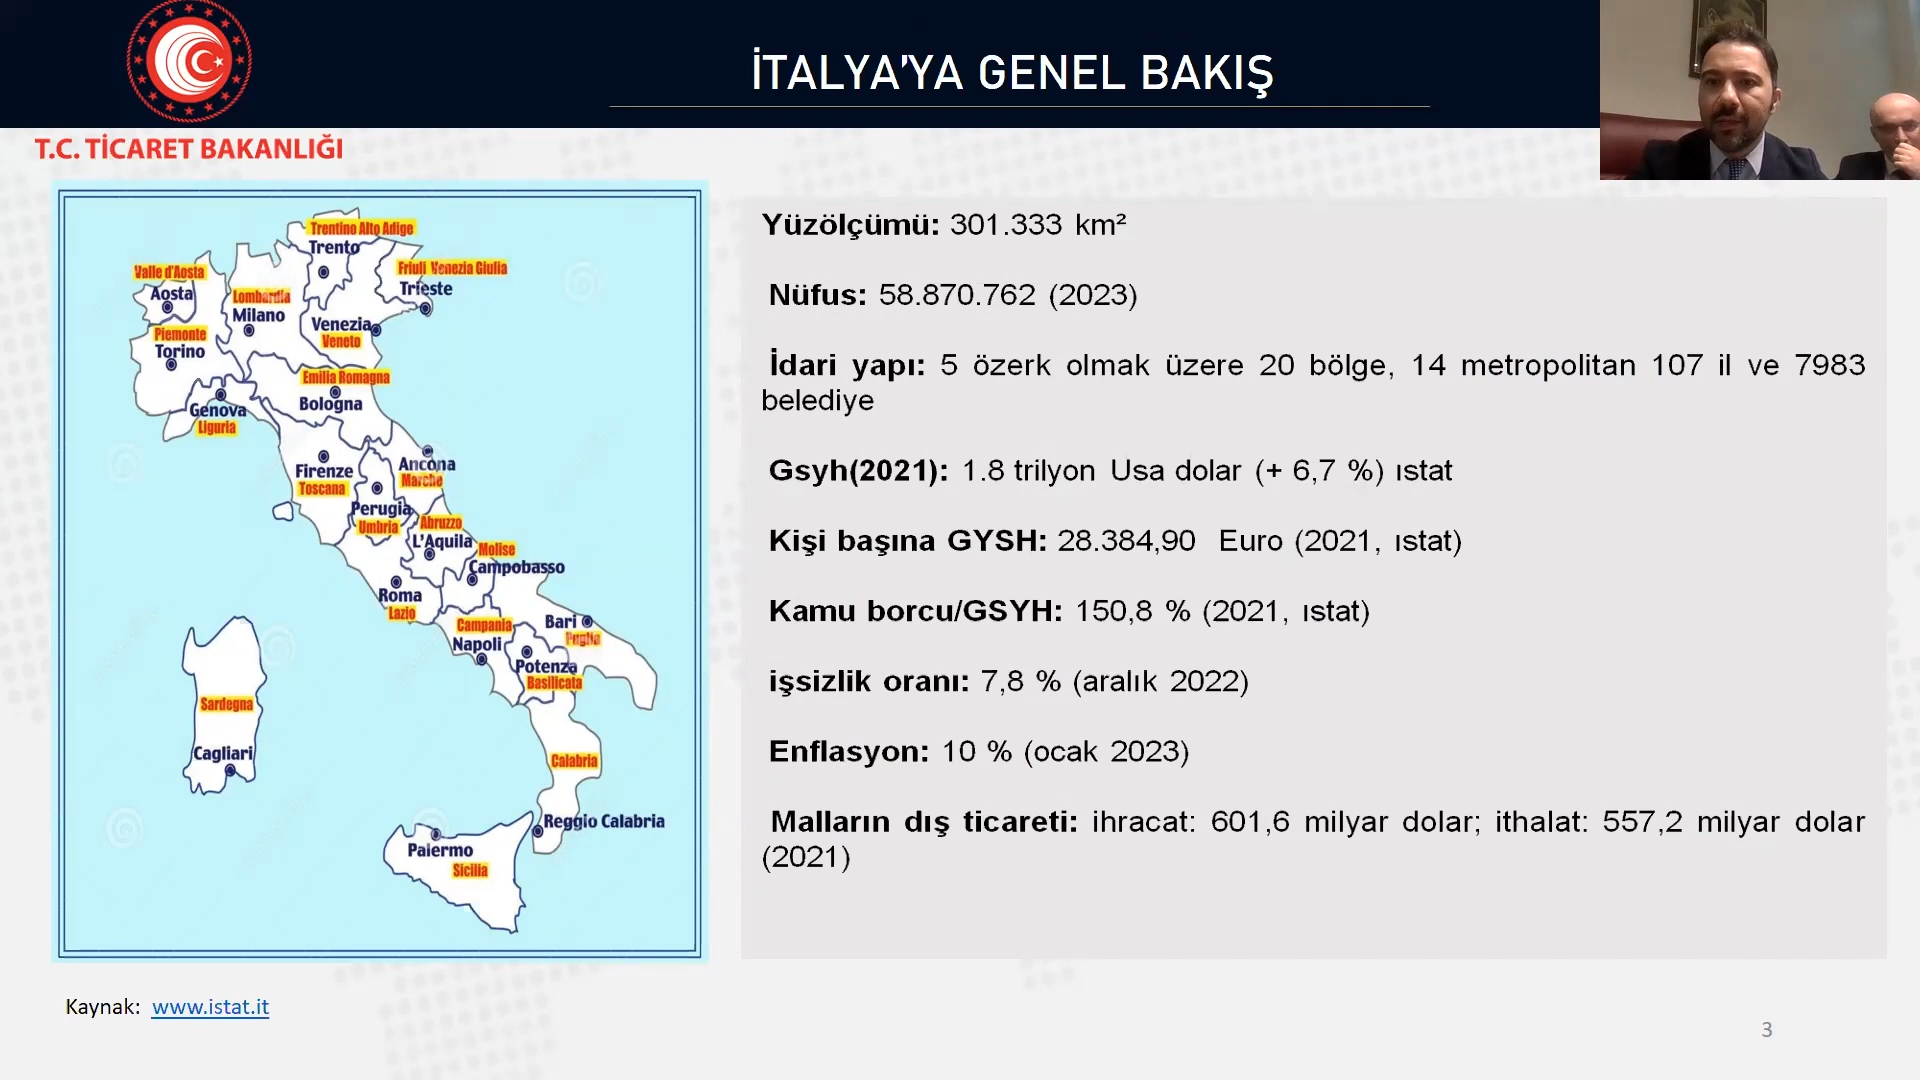 İTALYA'YA GENEL BAKIŞ
T.C. TİCARET BAKANLIĞI
Trentino Alto Adige
Trento
Valle d'Aosta
Aosta
Friuli Venezia Giulia
Trieste
Lombardia
Milano
Venezia
Veneto
Piemonte
Torino
Emilia Romagna
Bologna
Genova
Liguria
Firenze
Toscana
Ancona
Marche
Perugia
Umbria
Abruzzo
L'Aquila
Molise
Campobasso
Roma
Lazio
Campania
Napoli
Bari
Puglia
Potenza
Basilicata
Sardegna
Cagliari
Calabria
Reggio Calabria
Palermo
Sicilia
Yüzölçümü: 301.333 km²
Nüfus: 58.870.762 (2023)
İdari yapı: 5 özerk olmak üzere 20 bölge, 14 metropolitan 107 il ve 7983
belediye
Gsyh(2021): 1.8 trilyon Usa dolar (+ 6,7 %) ıstat
Kişi başına GYSH: 28.384,90 Euro (2021, ıstat)
Kamu borcu/GSYH: 150,8 % (2021, ıstat)
işsizlik oranı: 7,8 % (aralık 2022)
Enflasyon: 10 % (ocak 2023)
Malların dış ticareti: ihracat: 601,6 milyar dolar; ithalat: 557,2 milyar dolar
(2021)
Kaynak: www.istat.it
3